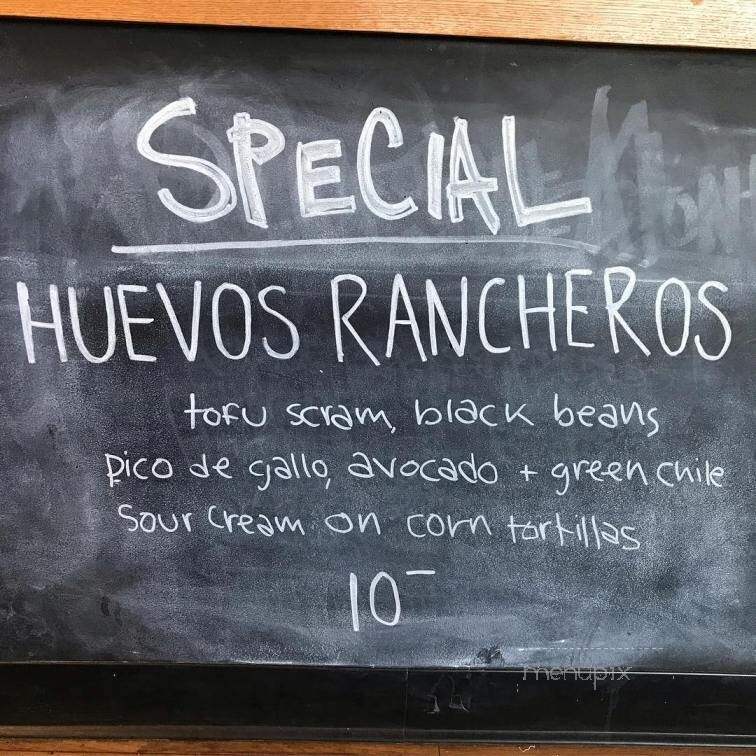 SPECIAL
HUEVOS RANCHEROS
tofu scram, black beans
pico de gallo, avocado + green chile
sour cream on corn tortillas
10-
menupix